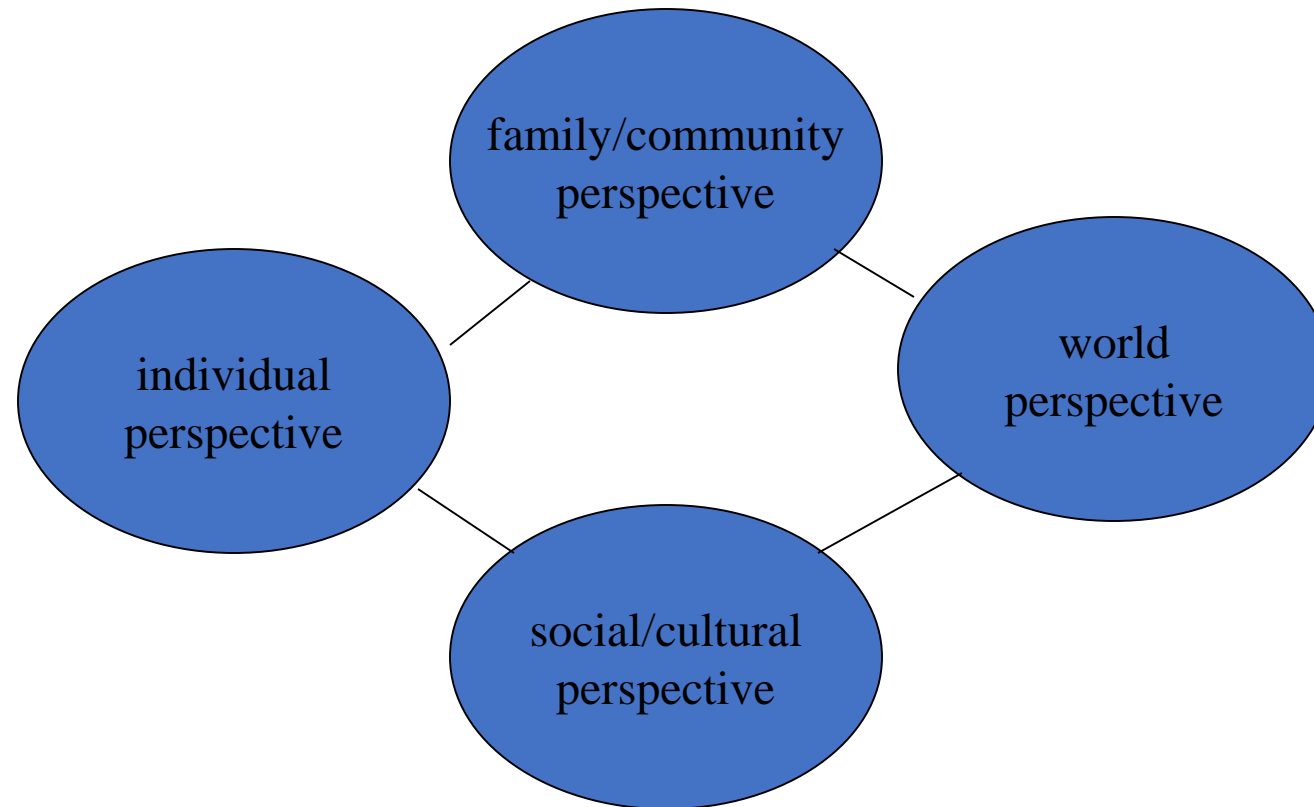 family/community
perspective
individual
perspective
world
perspective
social/cultural
perspective